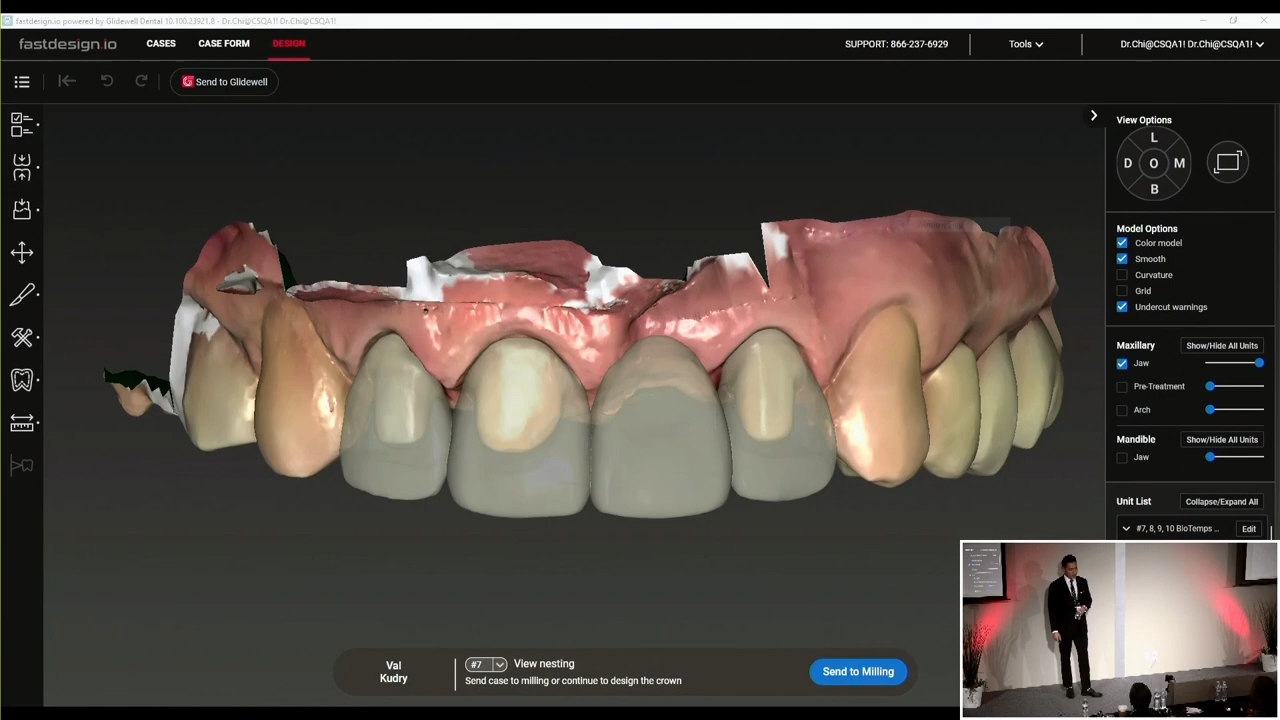 fastdesign.io powered by Glidewell Dental 10.100.23921.8 - Dr.Chi@CSQA1! Dr.Chi@CSQA1!
fastdesign.io
CASES
CASE FORM
DESIGN
SUPPORT: 866-237-6929
Tools
Dr.Chi@CSQA1! Dr.Chi@CSQA1!
Send to Glidewell
View Options
L
D O M
B
Model Options
Color model
Smooth
Curvature
Grid
Undercut warnings
Maxillary Show/Hide All Units
Jaw
Pre-Treatment
Arch
Mandible Show/Hide All Units
Jaw
Unit List Collapse/Expand All
#7, 8, 9, 10 BioTemps ... Edit
Val
Kudry
#7 View nesting
Send case to milling or continue to design the crown
Send to Milling